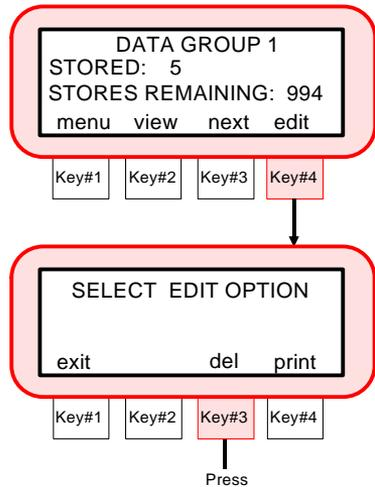 DATA GROUP 1
STORED: 5
STORES REMAINING: 994
menu view next edit
Key#1 Key#2 Key#3 Key#4
SELECT EDIT OPTION
exit del print
Key#1 Key#2 Key#3 Key#4
Press